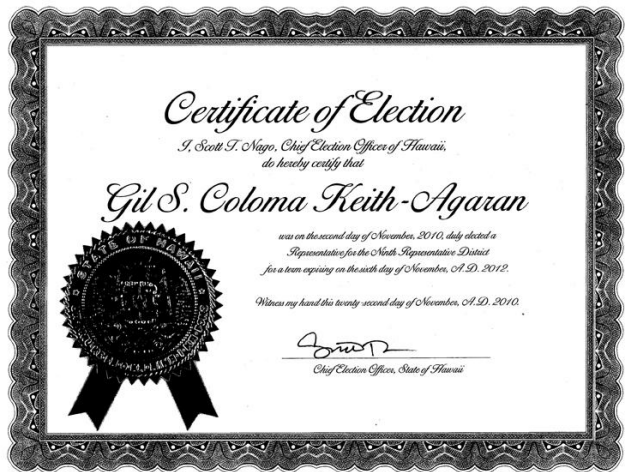 Certificate of Election
I, Scott T. Nago, Chief Election Officer of Hawaii,
do hereby certify that
Gil S. Coloma Keith-Agaran
was on the second day of November, 2010, duly elected a
Representative for the Ninth Representative District
for a term expiring on the sixth day of November, A.D. 2012.
Witness my hand this twenty-second day of November, A.D. 2010.
STATE OF HAWAII
Chief Election Officer, State of Hawaii